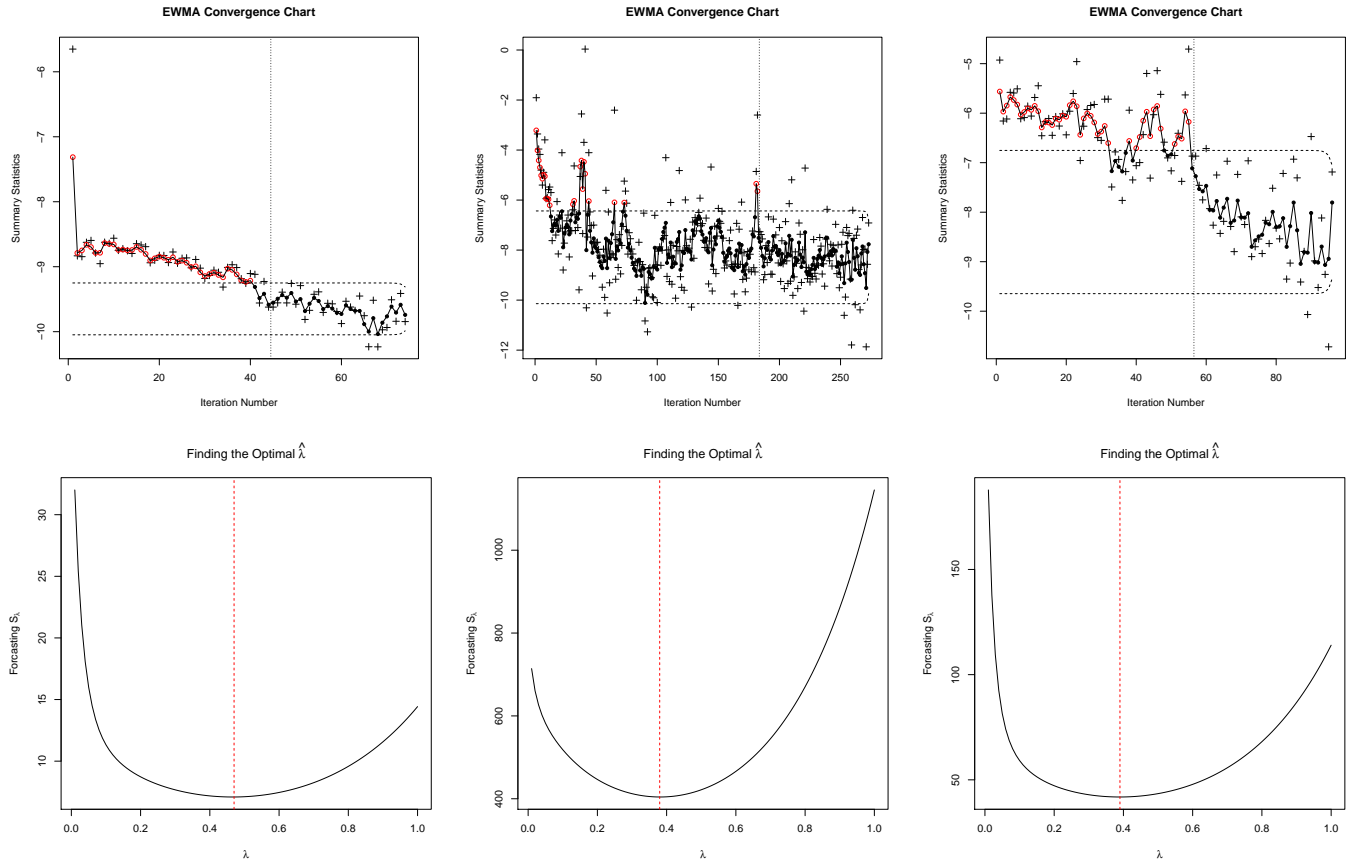 EWMA Convergence Chart
Summary Statistics
−6
−7
−8
−9
−10
0 20 40 60
Iteration Number
EWMA Convergence Chart
Summary Statistics
0
−2
−4
−6
−8
−10
−12
0 50 100 150 200 250
Iteration Number
EWMA Convergence Chart
Summary Statistics
−5
−6
−7
−8
−9
−10
0 20 40 60 80
Iteration Number
Finding the Optimal λ̂
Forcasting Sλ
30
25
20
15
10
0.0 0.2 0.4 0.6 0.8 1.0
λ
Finding the Optimal λ̂
Forcasting Sλ
1000
800
600
400
0.0 0.2 0.4 0.6 0.8 1.0
λ
Finding the Optimal λ̂
Forcasting Sλ
150
100
50
0.0 0.2 0.4 0.6 0.8 1.0
λ